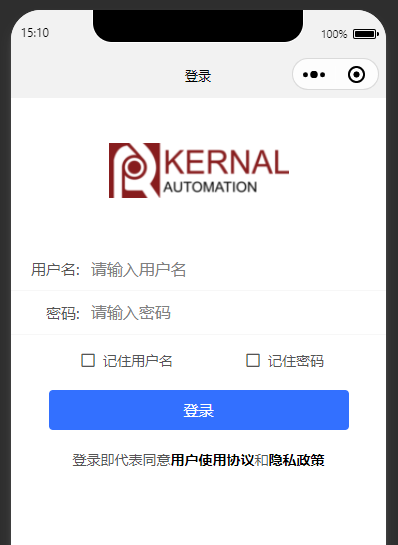 15:10
100%
登录
KERNAL
AUTOMATION
用户名: 请输入用户名
密码: 请输入密码
记住用户名 记住密码
登录
登录即代表同意用户使用协议和隐私政策